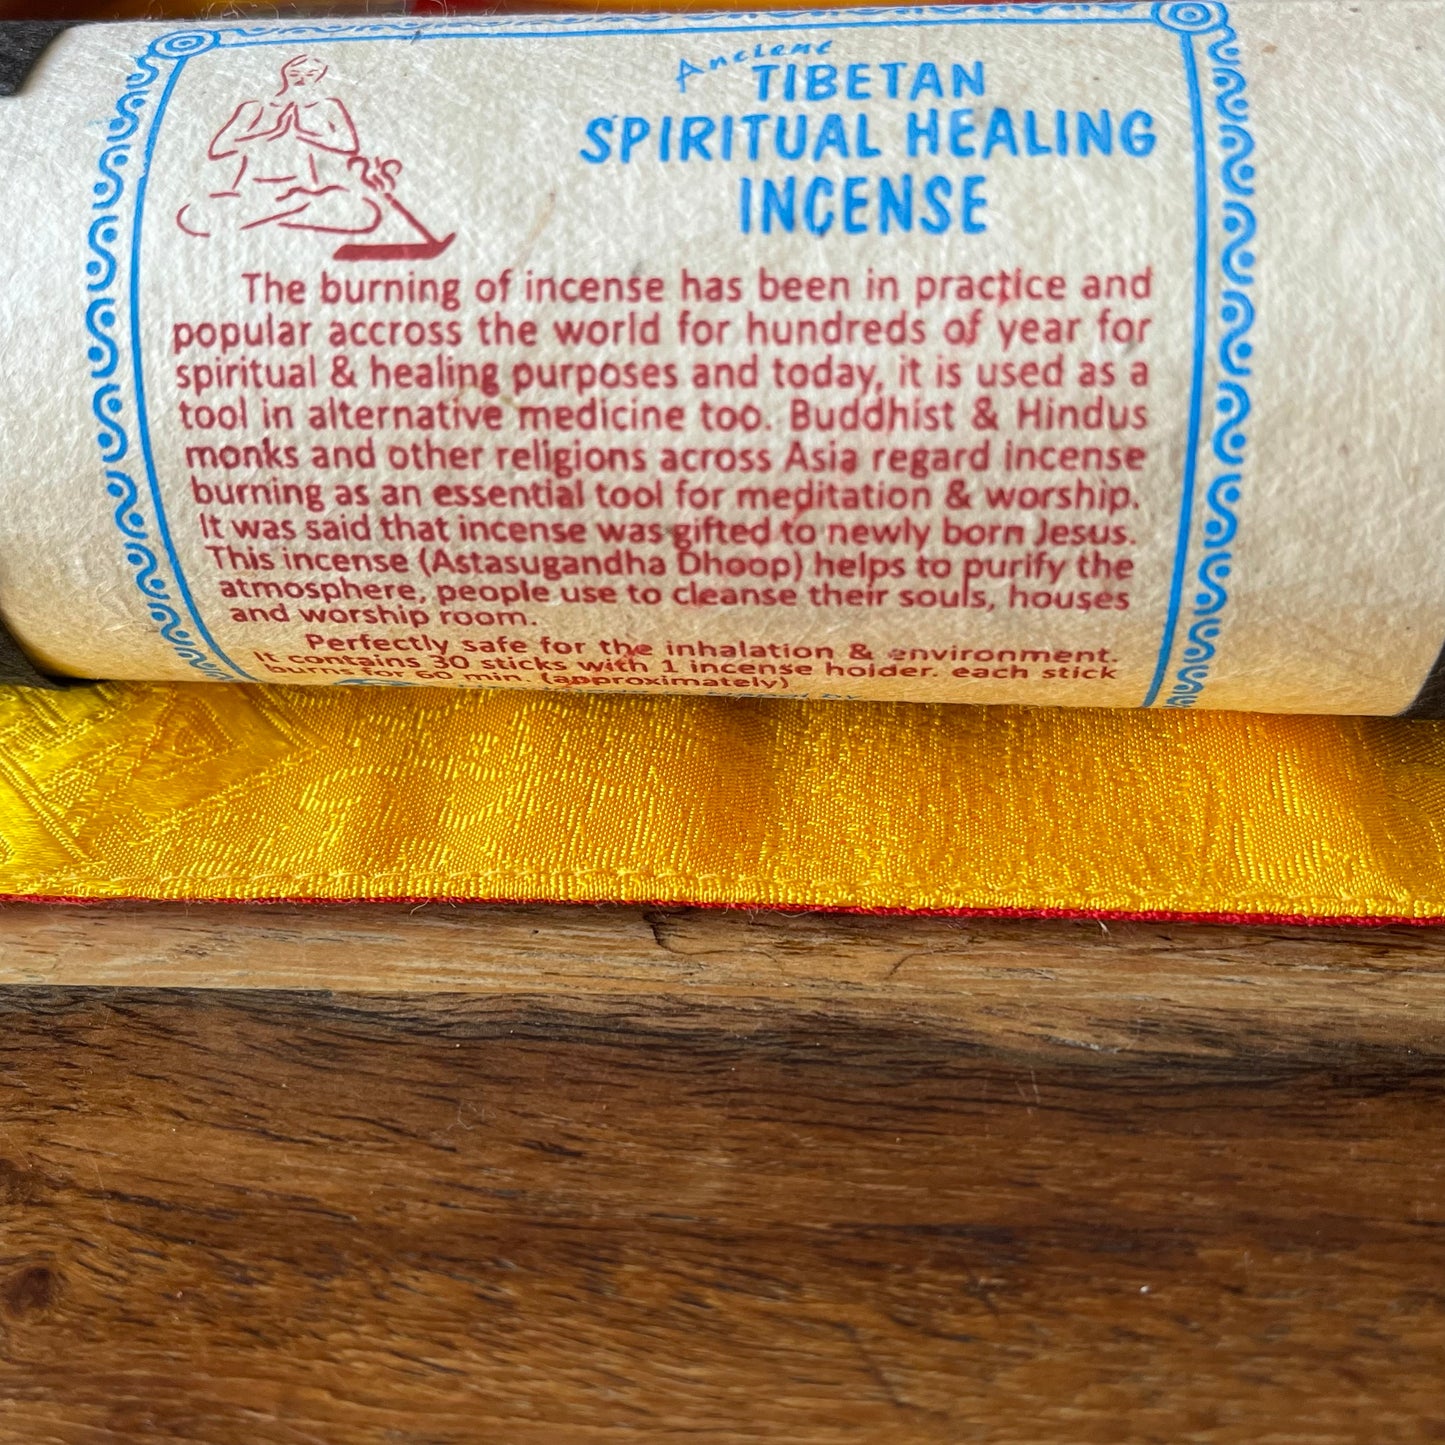 Ancient
TIBETAN
SPIRITUAL HEALING
INCENSE
The burning of incense has been in practice and
popular accross the world for hundreds of year for
spiritual & healing purposes and today, it is used as a
tool in alternative medicine too. Buddhist & Hindus
monks and other religions across Asia regard incense
burning as an essential tool for meditation & worship.
It was said that incense was gifted to newly born Jesus.
This incense (Astasugandha Dhoop) helps to purify the
atmosphere, people use to cleanse their souls, houses
and worship room.
Perfectly safe for the inhalation & environment.
It contains 30 sticks with 1 incense holder. each stick
burnt for 60 min. (approximately)